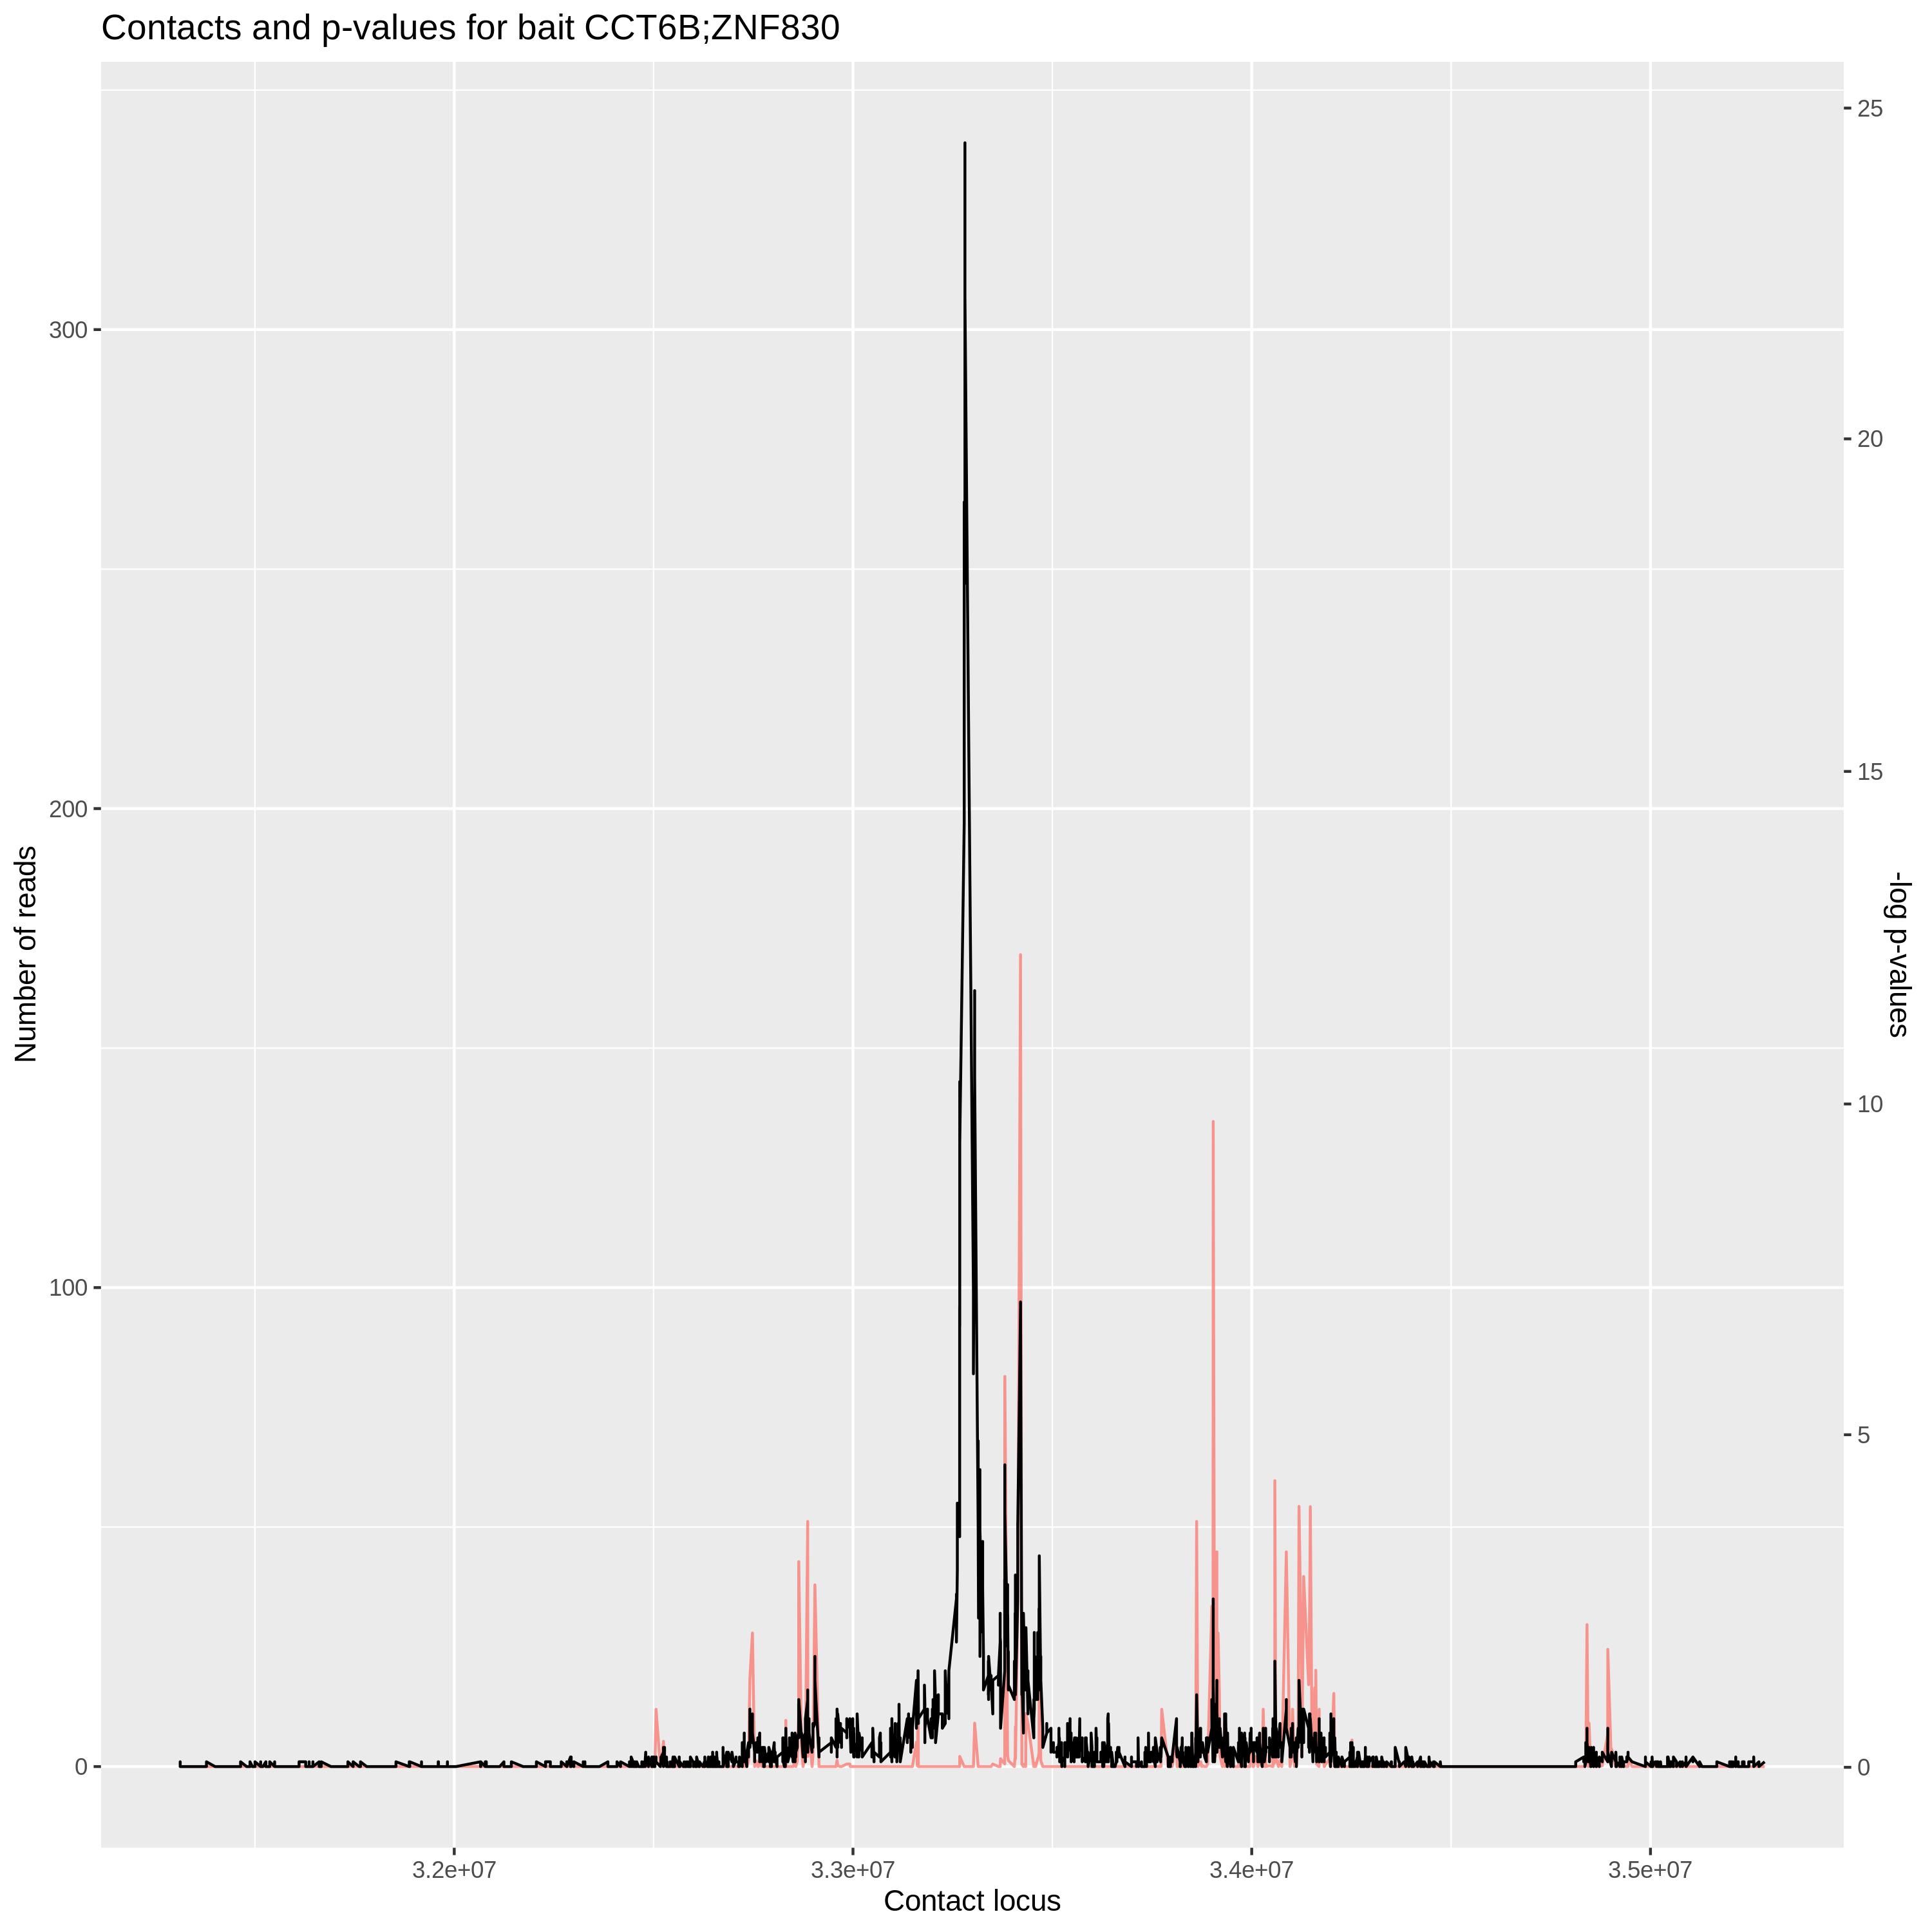 Contacts and p-values for bait CCT6B;ZNF830
300
200
100
0
Number of reads
25
20
15
10
5
0
-log p-values
3.2e+07
3.3e+07
3.4e+07
3.5e+07
Contact locus